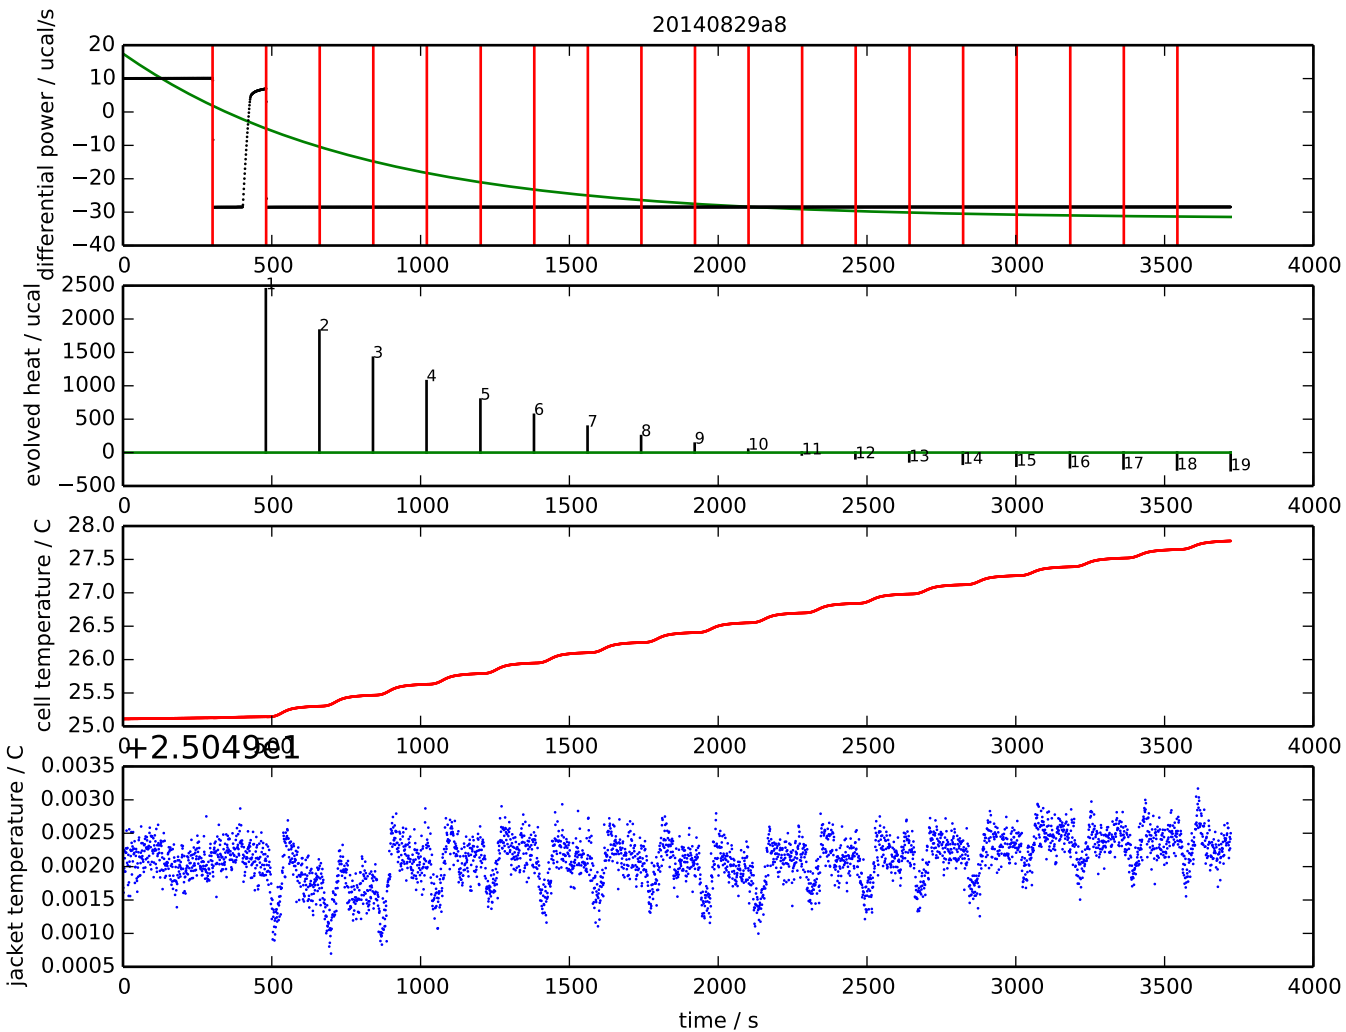 20140829a8
differential power / ucal/s
20
10
0
−10
−20
−30
−40
0 500 1000 1500 2000 2500 3000 3500 4000
evolved heat / ucal
2500
2000
1500
1000
500
0
−500
1 2 3 4 5 6 7 8 9 10 11 12 13 14 15 16 17 18 19
0 500 1000 1500 2000 2500 3000 3500 4000
cell temperature / C
28.0
27.5
27.0
26.5
26.0
25.5
25.0
0 500 1000 1500 2000 2500 3000 3500 4000
+2.5049e1
jacket temperature / C
0.0035
0.0030
0.0025
0.0020
0.0015
0.0010
0.0005
0 500 1000 1500 2000 2500 3000 3500 4000
time / s